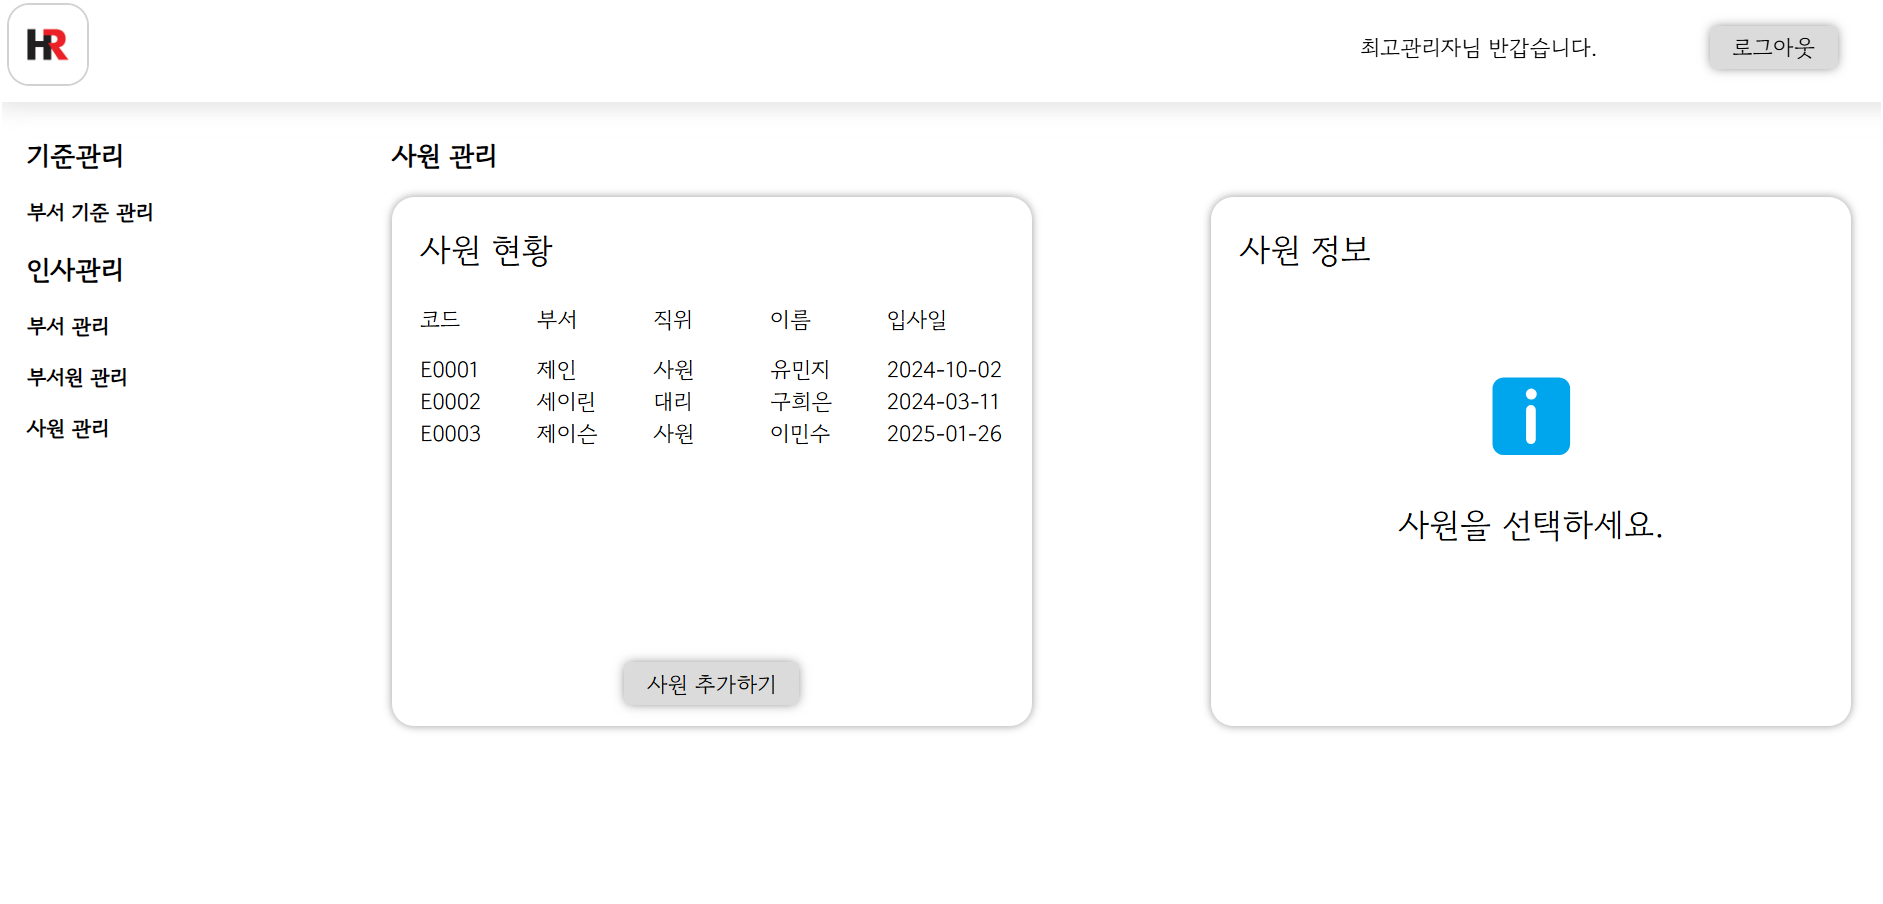 HR
최고관리자님 반갑습니다.
로그아웃
기준관리
부서 기준 관리
인사관리
부서 관리
부서원 관리
사원 관리
사원 관리
사원 현황
코드 부서 직위 이름 입사일
E0001 제인 사원 유민지 2024-10-02
E0002 세이린 대리 구희은 2024-03-11
E0003 제이슨 사원 이민수 2025-01-26
사원 추가하기
사원 정보
i
사원을 선택하세요.